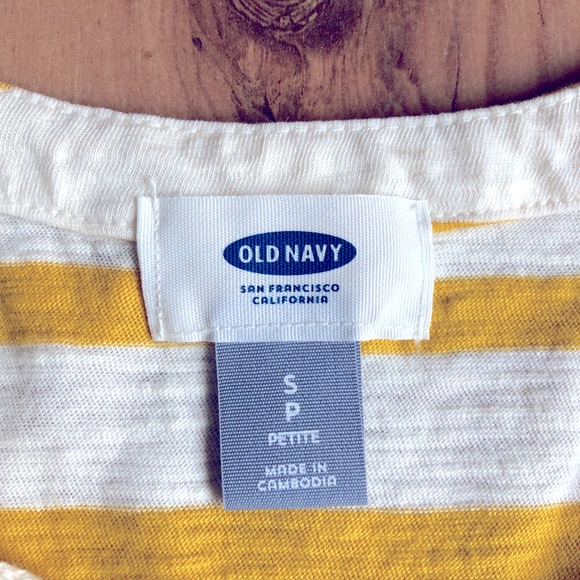 OLD NAVY
SAN FRANCISCO
CALIFORNIA
S
P
PETITE
MADE IN
CAMBODIA